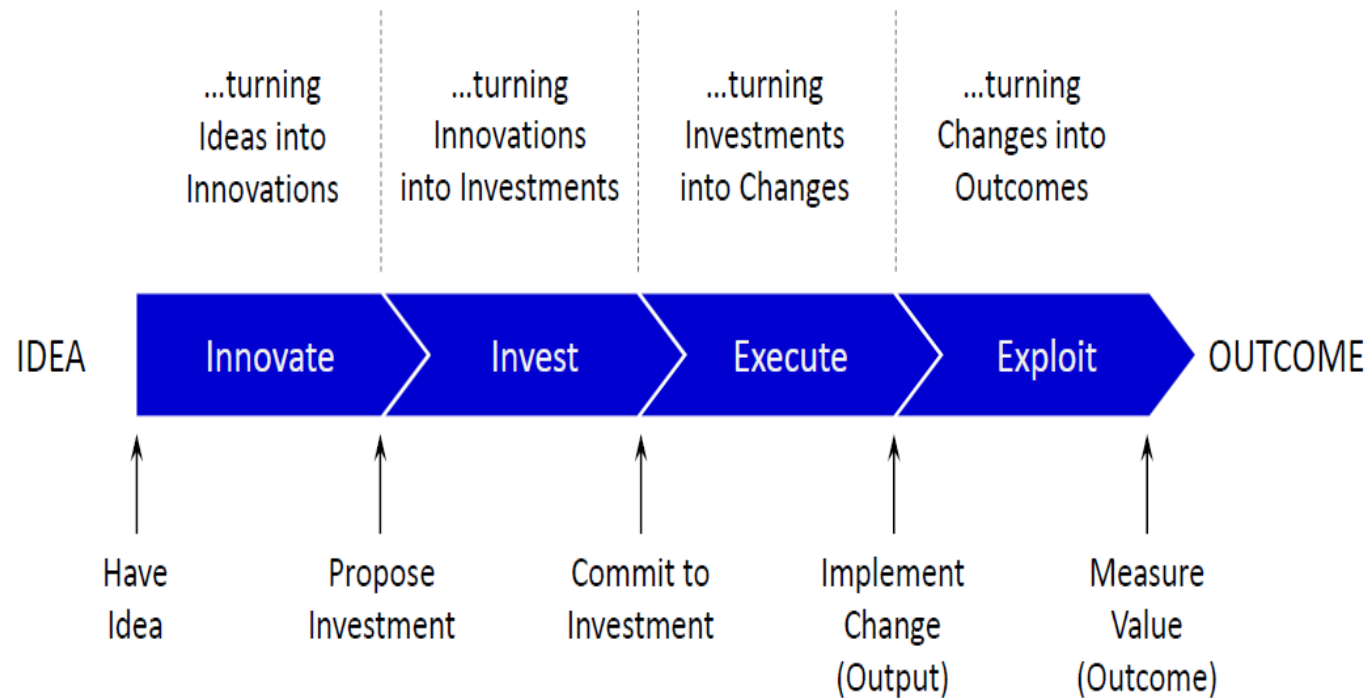 ...turning
Ideas into
Innovations
...turning
Innovations
into Investments
...turning
Investments
into Changes
...turning
Changes into
Outcomes
IDEA
Innovate
Invest
Execute
Exploit
OUTCOME
Have
Idea
Propose
Investment
Commit to
Investment
Implement
Change
(Output)
Measure
Value
(Outcome)